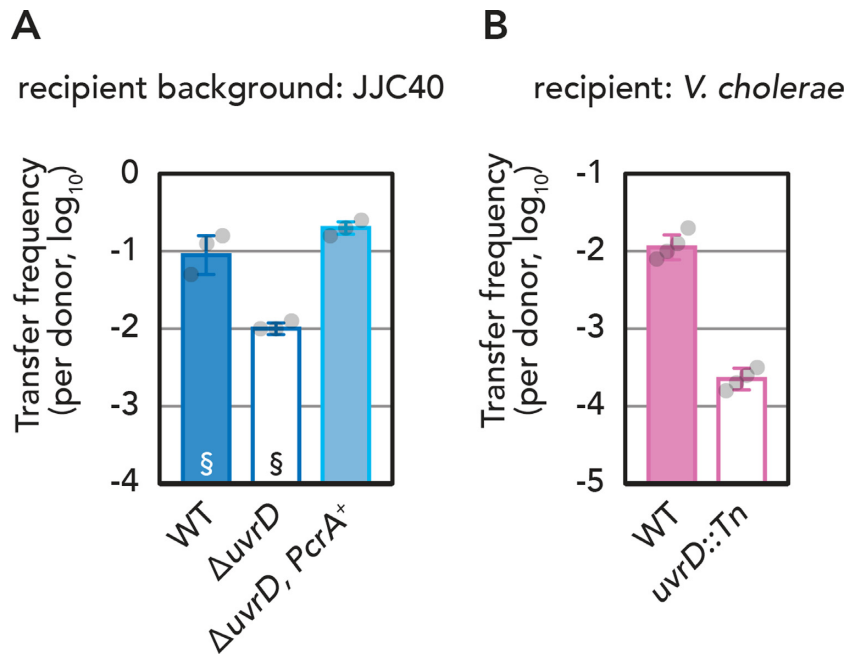 A
recipient background: JJC40
Transfer frequency
(per donor, log₁₀)
0
-1
-2
-3
-4
§
§
WT
ΔuvrD
ΔuvrD, PcrA⁺
B
recipient: V. cholerae
Transfer frequency
(per donor, log₁₀)
-1
-2
-3
-4
-5
WT
uvrD::Tn